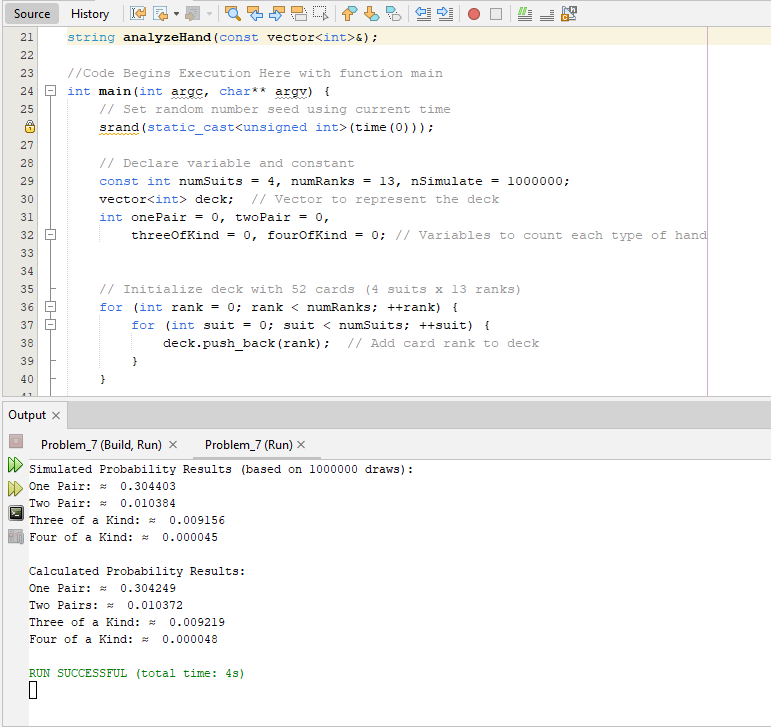 Source History
21 string analyzeHand(const vector<int>&);
22
23 //Code Begins Execution Here with function main
24 int main(int argc, char** argv) {
25 // Set random number seed using current time
srand(static_cast<unsigned int>(time(0)));
27
28 // Declare variable and constant
29 const int numSuits = 4, numRanks = 13, nSimulate = 1000000;
30 vector<int> deck;  // Vector to represent the deck
31 int onePair = 0, twoPair = 0,
32 threeOfKind = 0, fourOfKind = 0; // Variables to count each type of hand
33
34
35 // Initialize deck with 52 cards (4 suits x 13 ranks)
36 for (int rank = 0; rank < numRanks; ++rank) {
37 for (int suit = 0; suit < numSuits; ++suit) {
38 deck.push_back(rank);  // Add card rank to deck
39 }
40 }
Output
Problem_7 (Build, Run) Problem_7 (Run)
Simulated Probability Results (based on 1000000 draws):
One Pair: ≈  0.304403
Two Pair: ≈  0.010384
Three of a Kind: ≈  0.009156
Four of a Kind: ≈  0.000045
Calculated Probability Results:
One Pair: ≈  0.304249
Two Pairs: ≈  0.010372
Three of a Kind: ≈  0.009219
Four of a Kind: ≈  0.000048
RUN SUCCESSFUL (total time: 4s)